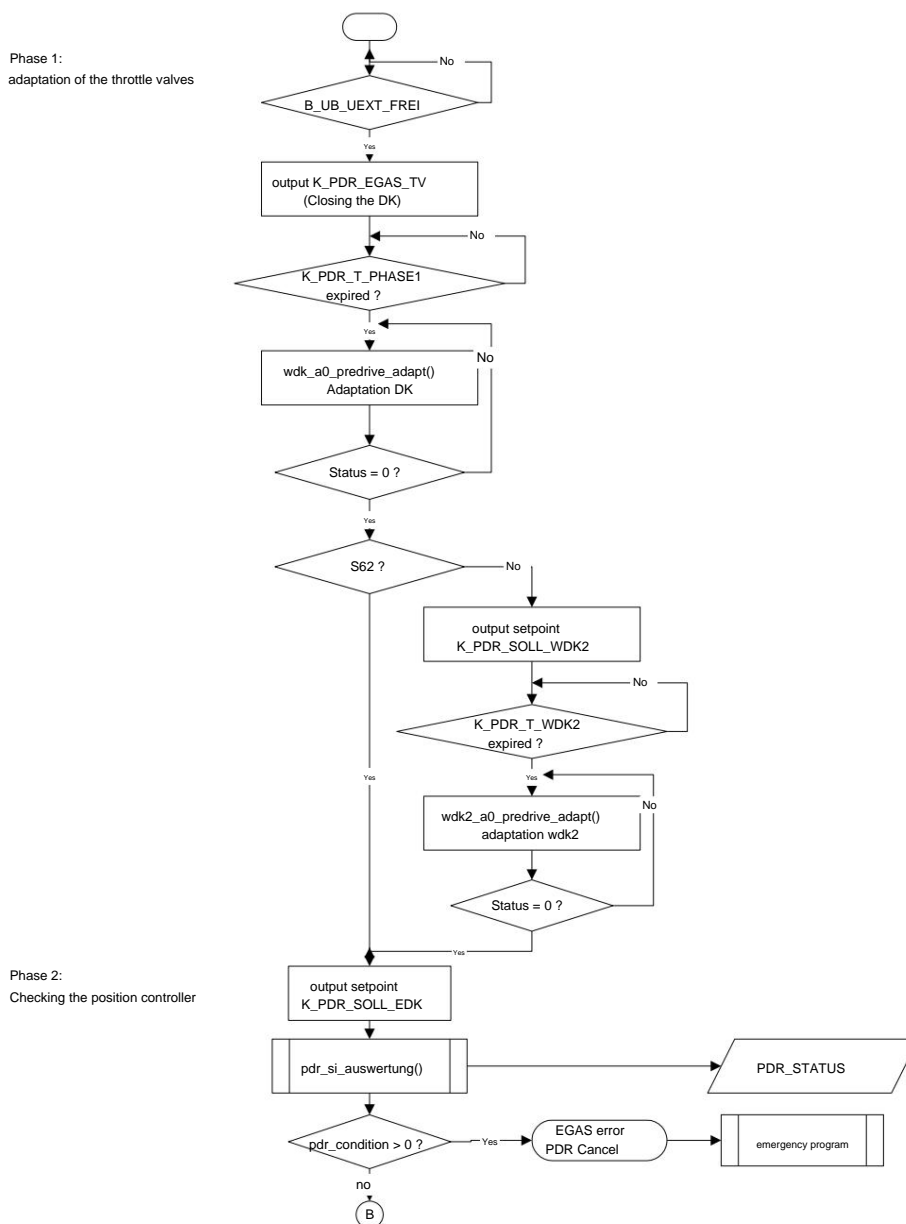 Phase 1:
adaptation of the throttle valves
No
B_UB_UEXT_FREI
Yes
output K_PDR_EGAS_TV
(Closing the DK)
No
K_PDR_T_PHASE1
expired ?
Yes
No
wdk_a0_predrive_adapt()
Adaptation DK
Status = 0 ?
Yes
S62 ?
No
output setpoint
K_PDR_SOLL_WDK2
No
K_PDR_T_WDK2
expired ?
Yes
Yes
No
wdk2_a0_predrive_adapt()
adaptation wdk2
Status = 0 ?
Yes
Phase 2:
Checking the position controller
output setpoint
K_PDR_SOLL_EDK
pdr_si_auswertung()
PDR_STATUS
pdr_condition > 0 ?
Yes
EGAS error
PDR Cancel
emergency program
no
B